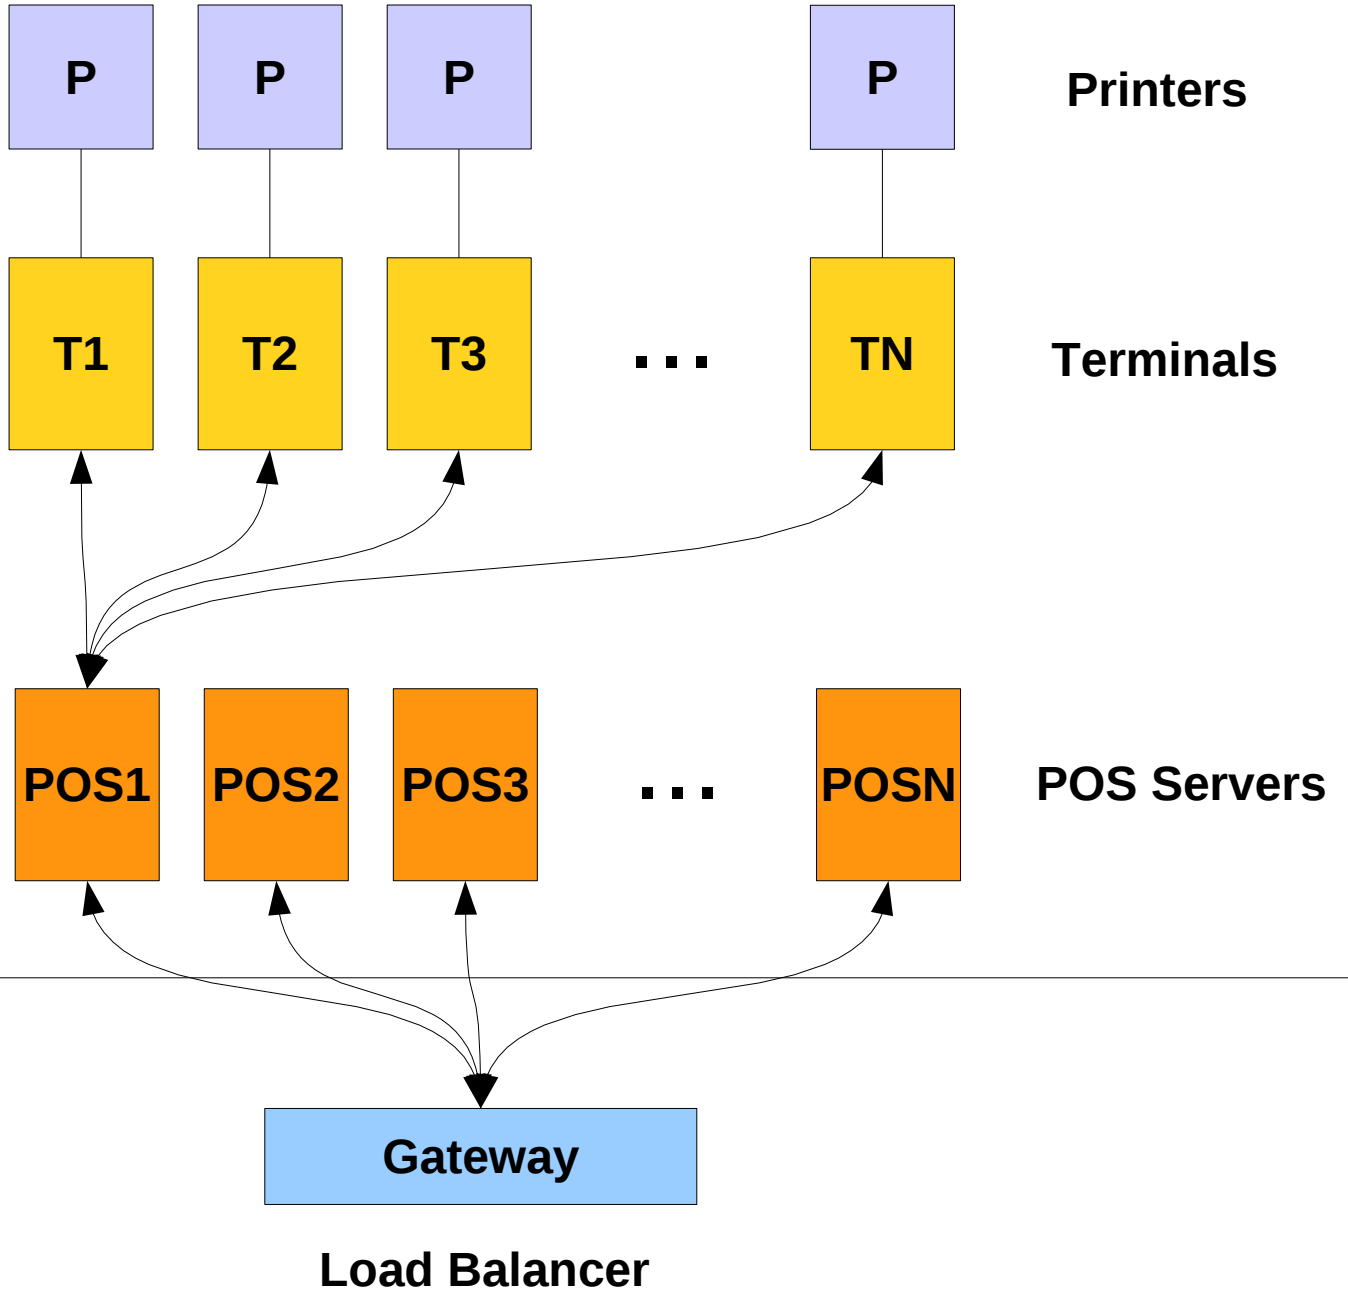 P P P P Printers
T1 T2 T3 ... TN Terminals
POS1 POS2 POS3 ... POSN POS Servers
Gateway
Load Balancer